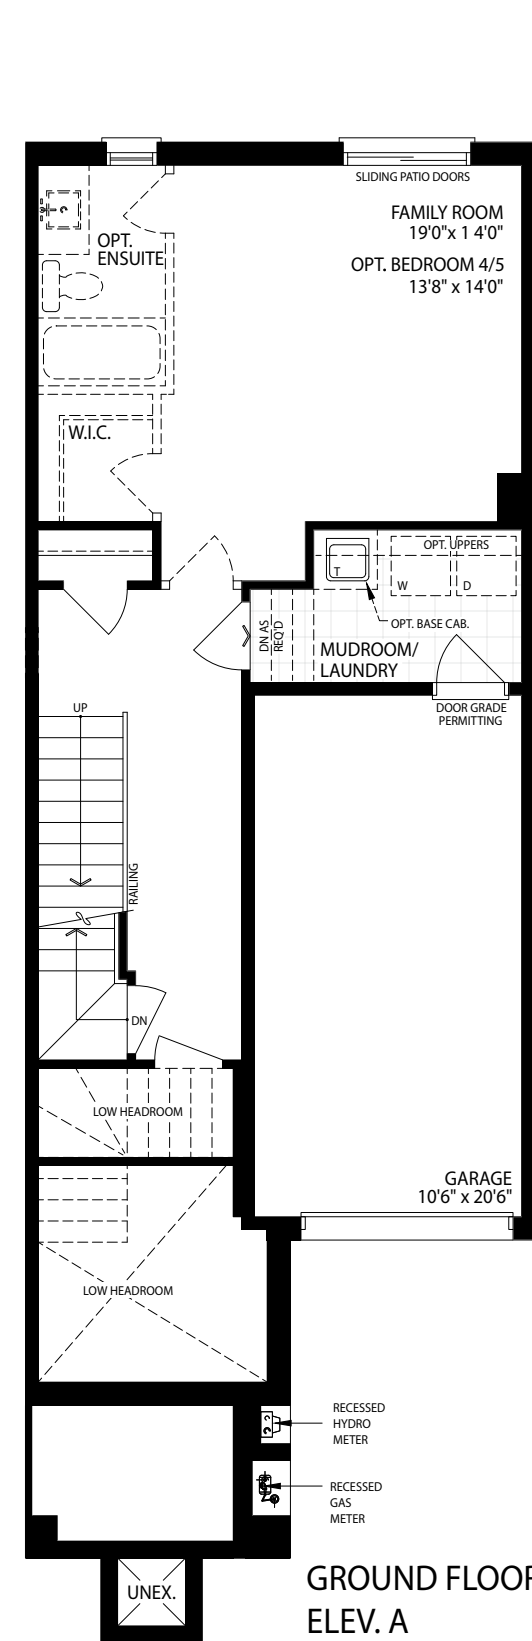 SLIDING PATIO DOORS
FAMILY ROOM
19'0"x 1 4'0"
OPT. BEDROOM 4/5
13'8" x 14'0"
OPT.
ENSUITE
W.I.C.
OPT. UPPERS
T
W
D
DN AS
REQ'D
OPT. BASE CAB.
MUDROOM/
LAUNDRY
DOOR GRADE
PERMITTING
UP
RAILING
DN
LOW HEADROOM
GARAGE
10'6" x 20'6"
LOW HEADROOM
RECESSED
HYDRO
METER
RECESSED
GAS
METER
UNEX.
GROUND FLOOR
ELEV. A